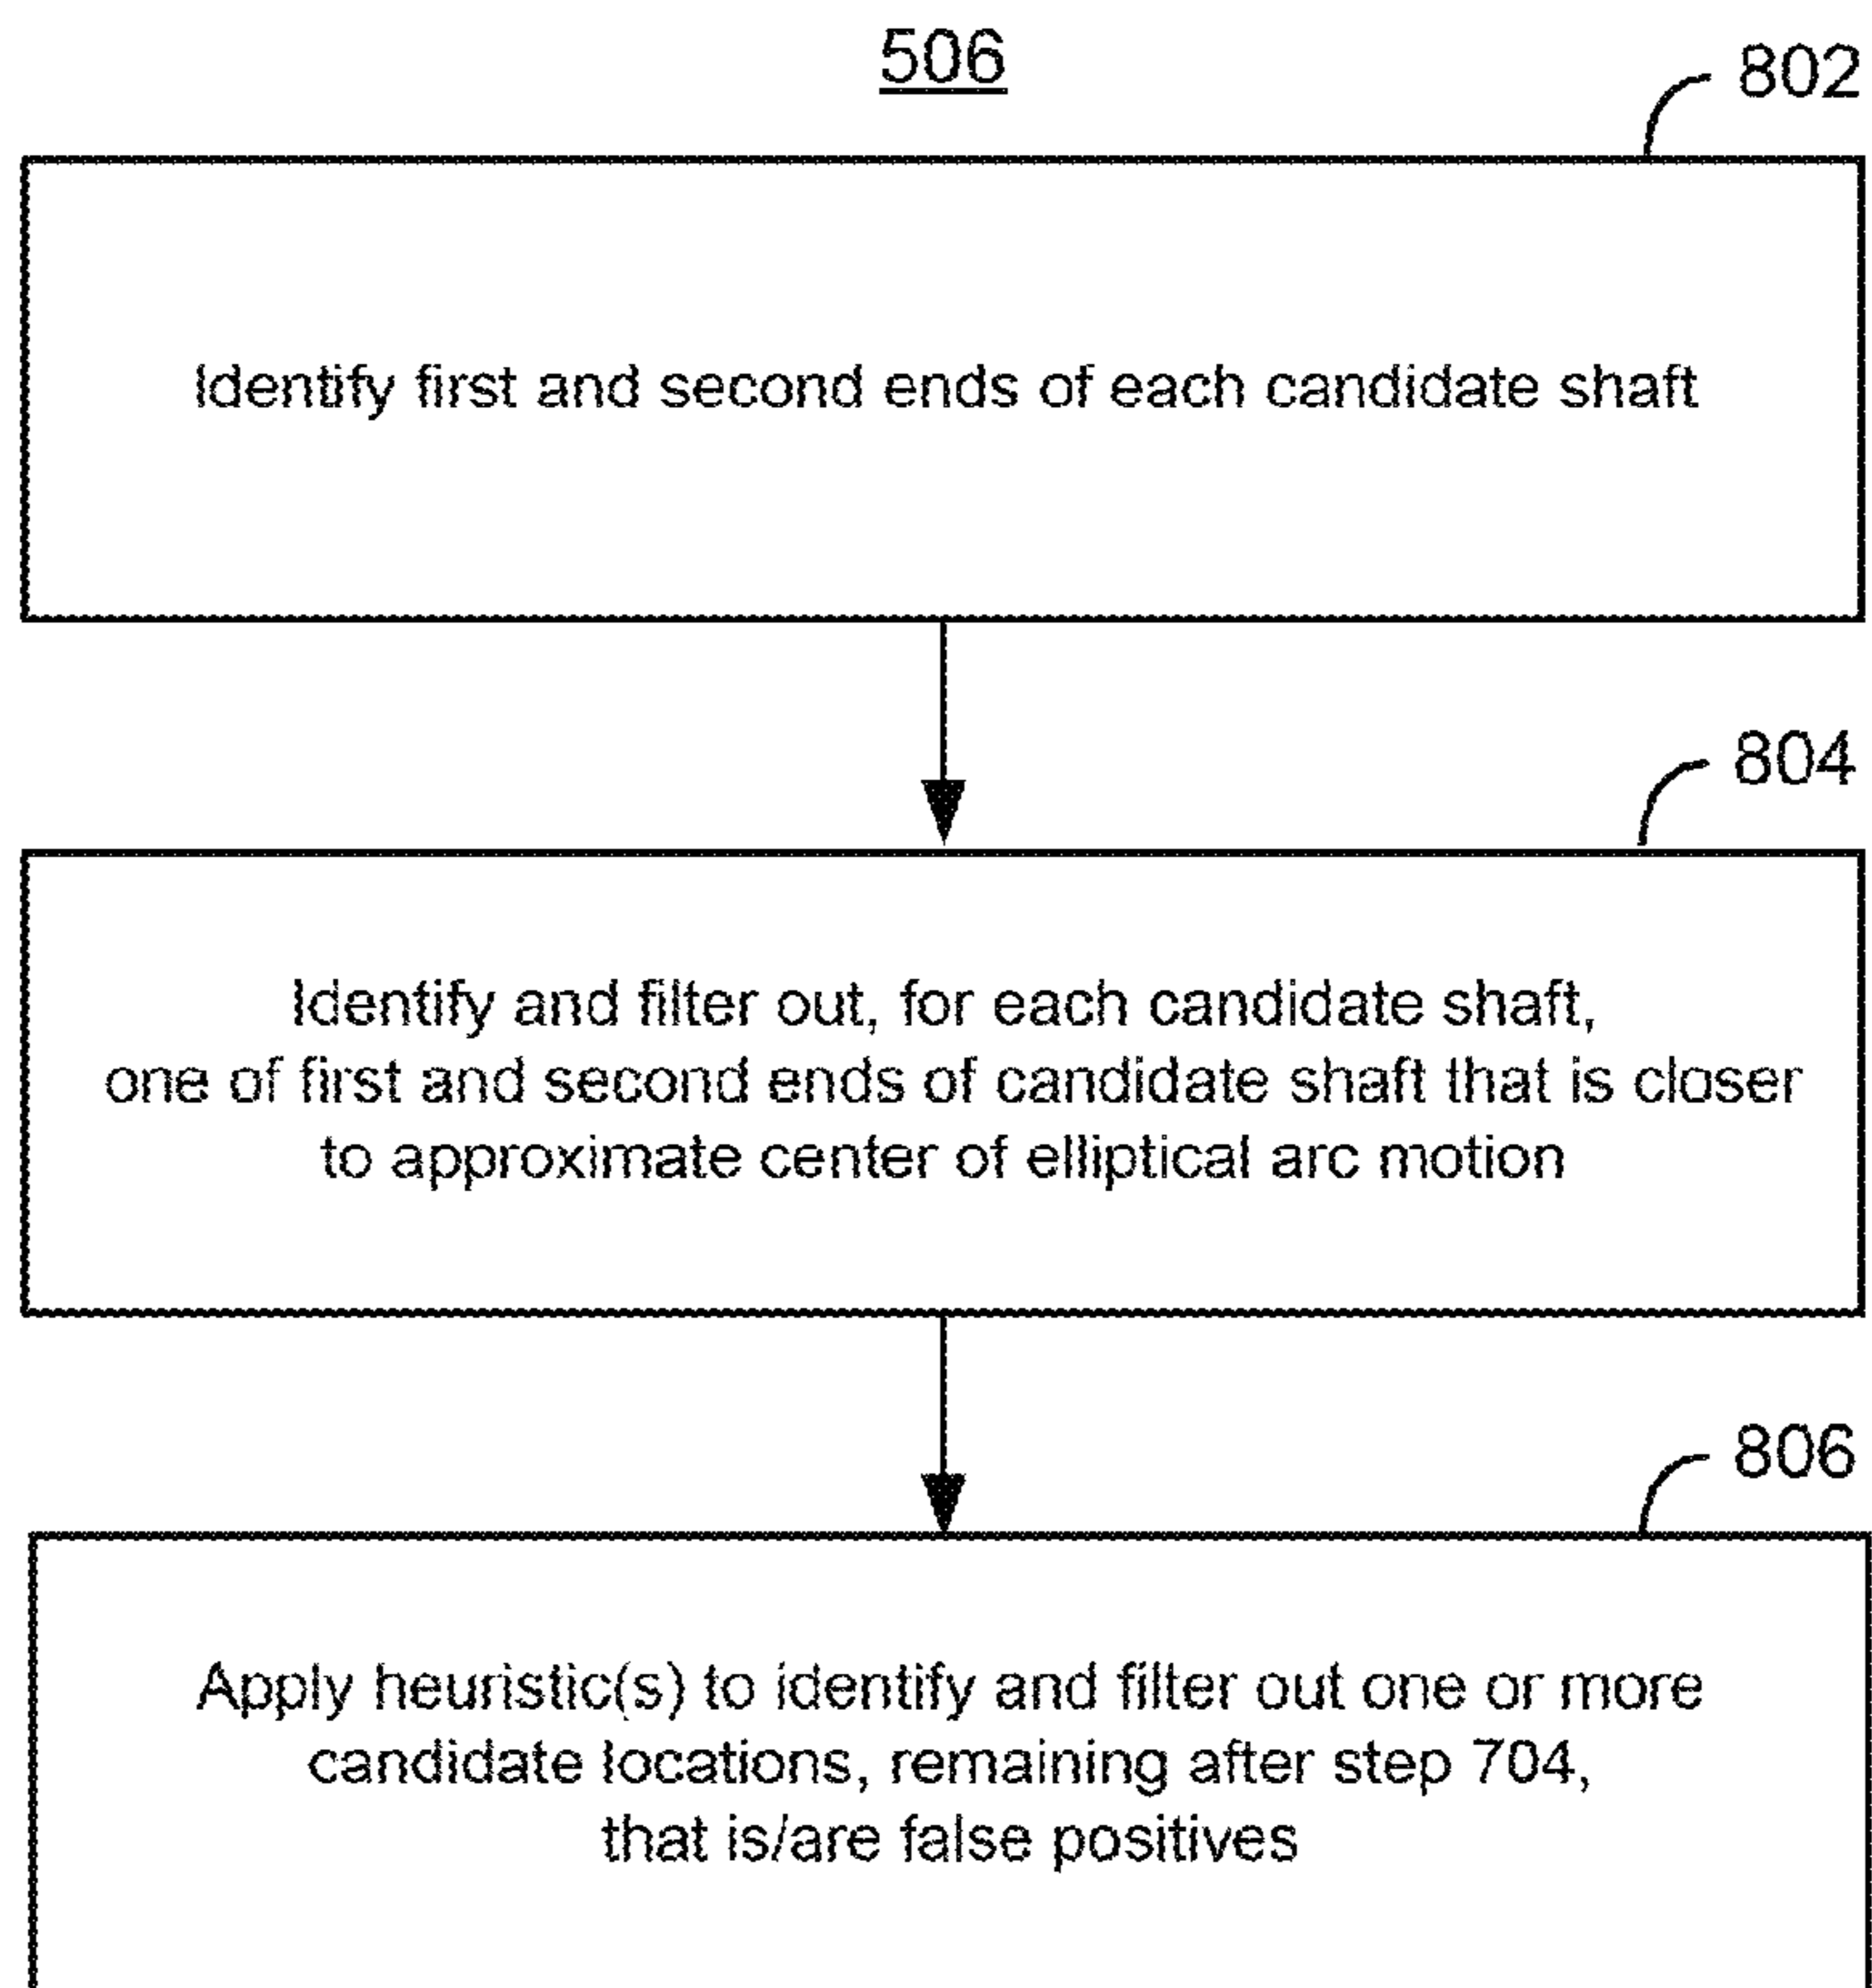 506
802
Identify first and second ends of each candidate shaft
804
Identify and filter out, for each candidate shaft,
one of first and second ends of candidate shaft that is closer
to approximate center of elliptical arc motion
806
Apply heuristic(s) to identify and filter out one or more
candidate locations, remaining after step 704,
that is/are false positives